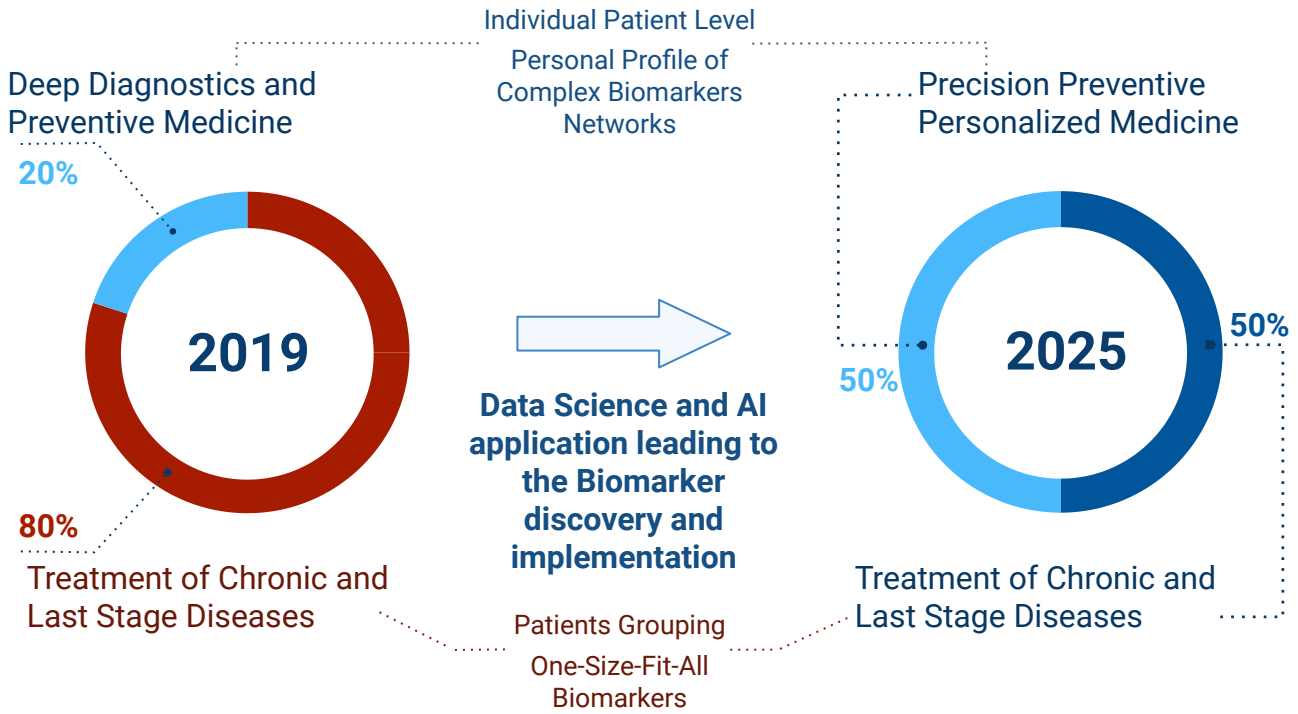 Individual Patient Level
Personal Profile of
Complex Biomarkers
Networks
Deep Diagnostics and
Preventive Medicine
20%
2019
80%
Treatment of Chronic and
Last Stage Diseases
Data Science and AI
application leading to
the Biomarker
discovery and
implementation
Patients Grouping
One-Size-Fit-All
Biomarkers
Precision Preventive
Personalized Medicine
50%
2025
50%
Treatment of Chronic and
Last Stage Diseases